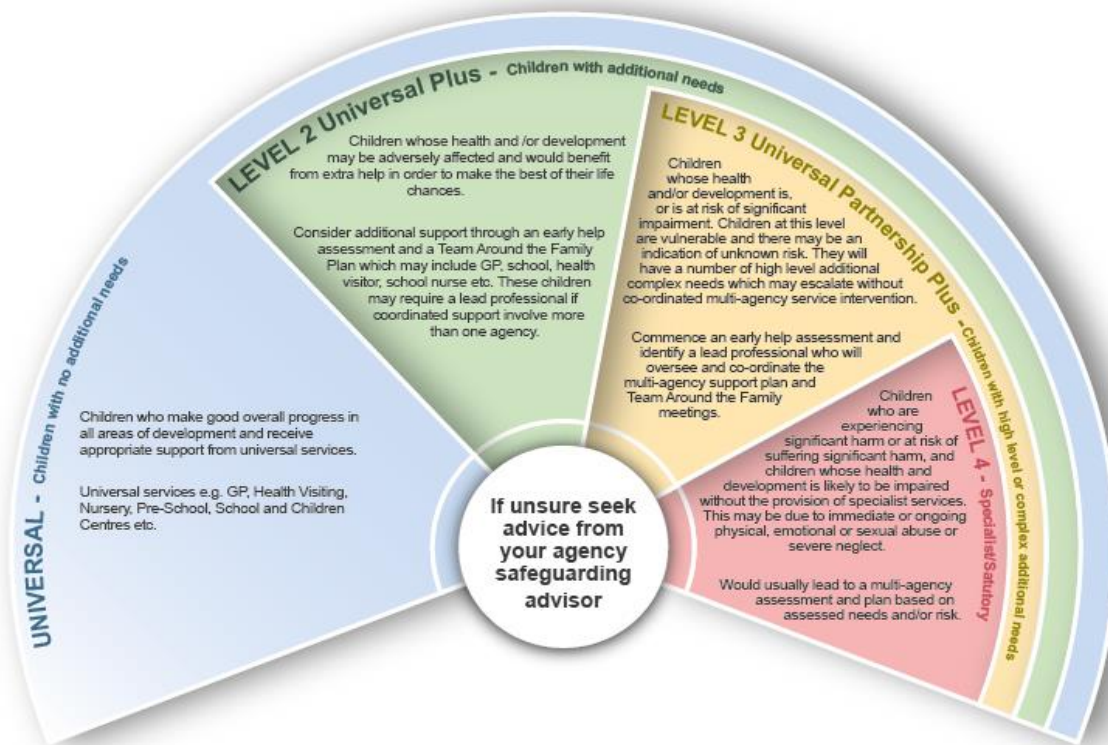 UNIVERSAL - Children with no additional needs
Children who make good overall progress in
all areas of development and receive
appropriate support from universal services.
Universal services e.g. GP, Health Visiting,
Nursery, Pre-School, School and Children
Centres etc.
LEVEL 2 Universal Plus - Children with additional needs
Children whose health and /or development
may be adversely affected and would benefit
from extra help in order to make the best of their life
chances.
Consider additional support through an early help
assessment and a Team Around the Family
Plan which may include GP, school, health
visitor, school nurse etc. These children
may require a lead professional if
coordinated support involve more
than one agency.
LEVEL 3 Universal Partnership Plus - Children with high level or complex additional needs
Children
whose health
and/or development is,
or is at risk of significant
impairment. Children at this level
are vulnerable and there may be an
indication of unknown risk. They will
have a number of high level additional
complex needs which may escalate without
co-ordinated multi-agency service intervention.
Commence an early help assessment and
identify a lead professional who will
oversee and co-ordinate the
multi-agency support plan and
Team Around the Family
meetings.
LEVEL 4 - Specialist/Satutory
Children
who are
experiencing
significant harm or at risk of
suffering significant harm, and
children whose health and
development is likely to be impaired
without the provision of specialist services.
This may be due to immediate or ongoing
physical, emotional or sexual abuse or
severe neglect.
Would usually lead to a multi-agency
assessment and plan based on
assessed needs and/or risk.
If unsure seek
advice from
your agency
safeguarding
advisor